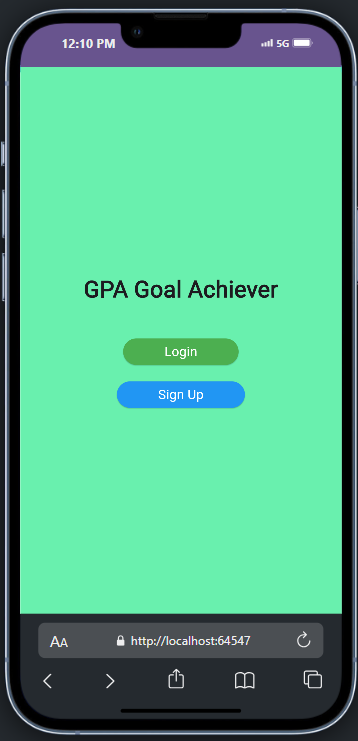 12:10 PM 5G
GPA Goal Achiever
Login
Sign Up
AA http://localhost:64547